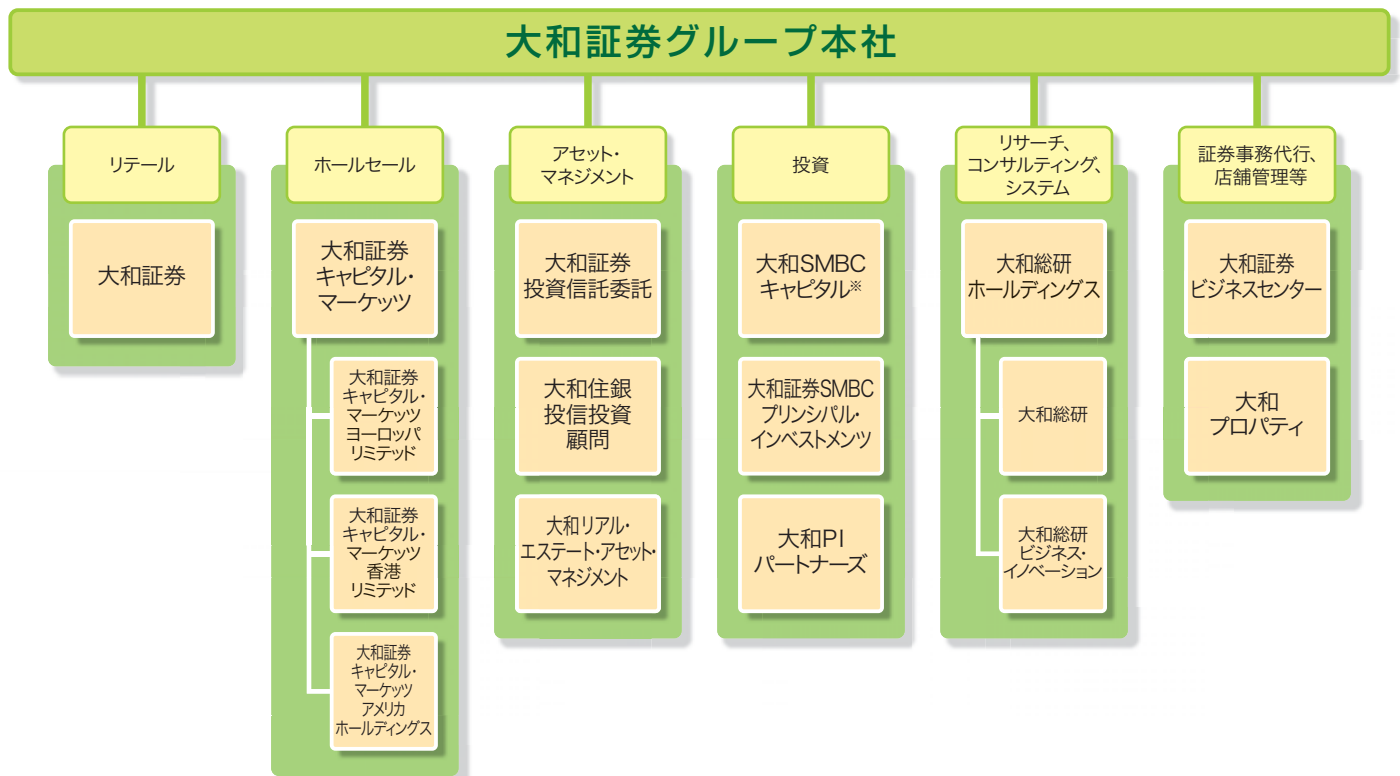 大和証券グループ本社
リテール
大和証券
ホールセール
大和証券
キャピタル・
マーケッツ
大和証券
キャピタル・
マーケッツ
ヨーロッパ
リミテッド
大和証券
キャピタル・
マーケッツ
香港
リミテッド
大和証券
キャピタル・
マーケッツ
アメリカ
ホールディングス
アセット・
マネジメント
大和証券
投資信託委託
大和住銀
投信投資
顧問
大和リアル・
エステート・アセット・
マネジメント
投資
大和SMBC
キャピタル※
大和証券SMBC
プリンシパル・
インベストメンツ
大和PI
パートナーズ
リサーチ、
コンサルティング、
システム
大和総研
ホールディングス
大和総研
大和総研
ビジネス・
イノベーション
証券事務代行、
店舗管理等
大和証券
ビジネスセンター
大和
プロパティ